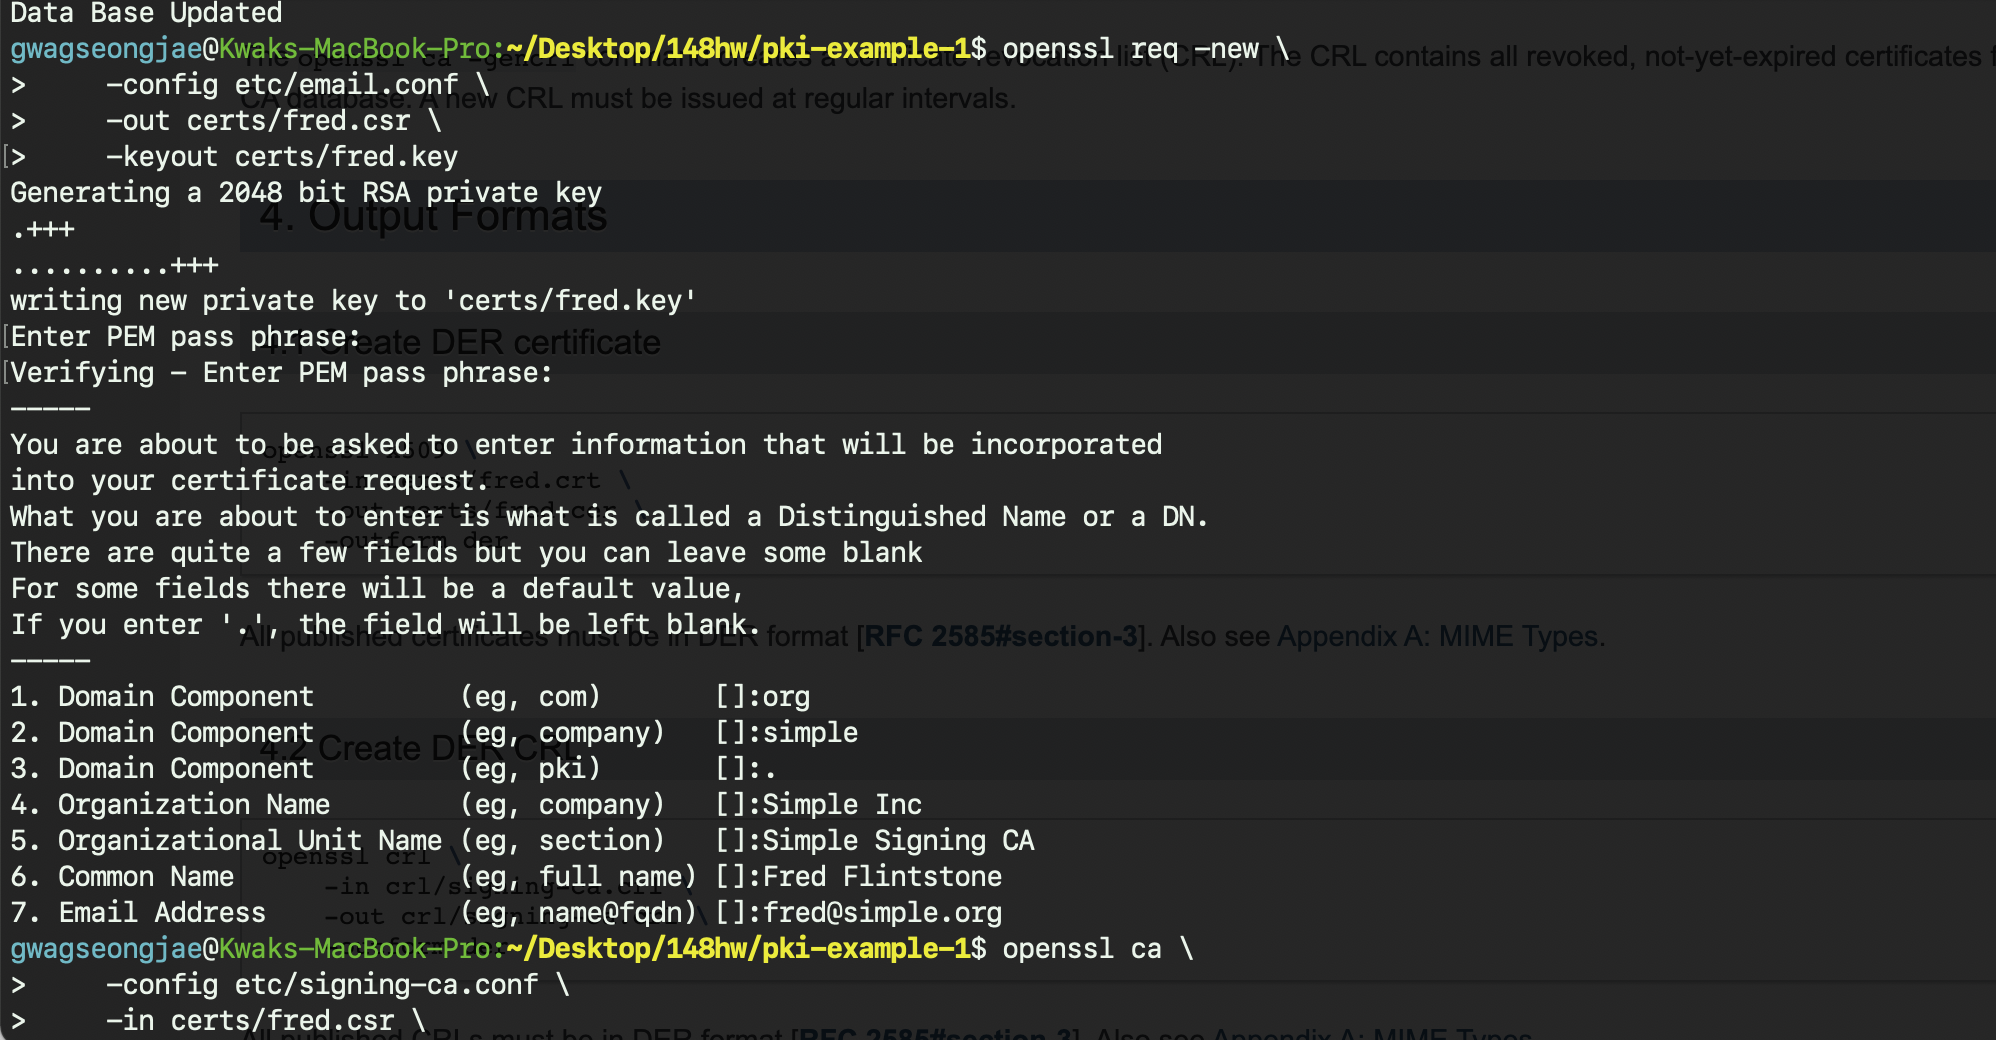 Data Base Updated
gwagseongjae@Kwaks-MacBook-Pro:~/Desktop/148hw/pki-example-1$ openssl req -new \
>     -config etc/email.conf \
>     -out certs/fred.csr \
[>     -keyout certs/fred.key
Generating a 2048 bit RSA private key
.+++
..........+++
writing new private key to 'certs/fred.key'
[Enter PEM pass phrase:
[Verifying - Enter PEM pass phrase:
-----
You are about to be asked to enter information that will be incorporated
into your certificate request.
What you are about to enter is what is called a Distinguished Name or a DN.
There are quite a few fields but you can leave some blank
For some fields there will be a default value,
If you enter '.', the field will be left blank.
-----
1. Domain Component         (eg, com)       []:org
2. Domain Component         (eg, company)   []:simple
3. Domain Component         (eg, pki)       []:.
4. Organization Name        (eg, company)   []:Simple Inc
5. Organizational Unit Name (eg, section)   []:Simple Signing CA
6. Common Name              (eg, full name) []:Fred Flintstone
7. Email Address            (eg, name@fqdn) []:fred@simple.org
gwagseongjae@Kwaks-MacBook-Pro:~/Desktop/148hw/pki-example-1$ openssl ca \
>     -config etc/signing-ca.conf \
>     -in certs/fred.csr \
The openssl ca -gencrl command creates a certificate revocation list (CRL). The CRL contains all revoked, not-yet-expired certificates
CA database. A new CRL must be issued at regular intervals.
4. Output Formats
4.1 Create DER certificate
openssl x509 \
-in certs/fred.crt \
-out certs/fred.cer \
-outform der
All published certificates must be in DER format [RFC 2585#section-3]. Also see Appendix A: MIME Types.
4.2 Create DER CRL
openssl crl \
-in crl/signing-ca.crl \
-out crl/signing-ca.crl \
-outform der
All published CRLs must be in DER format [RFC 2585#section-3]. Also see Appendix A: MIME Types.